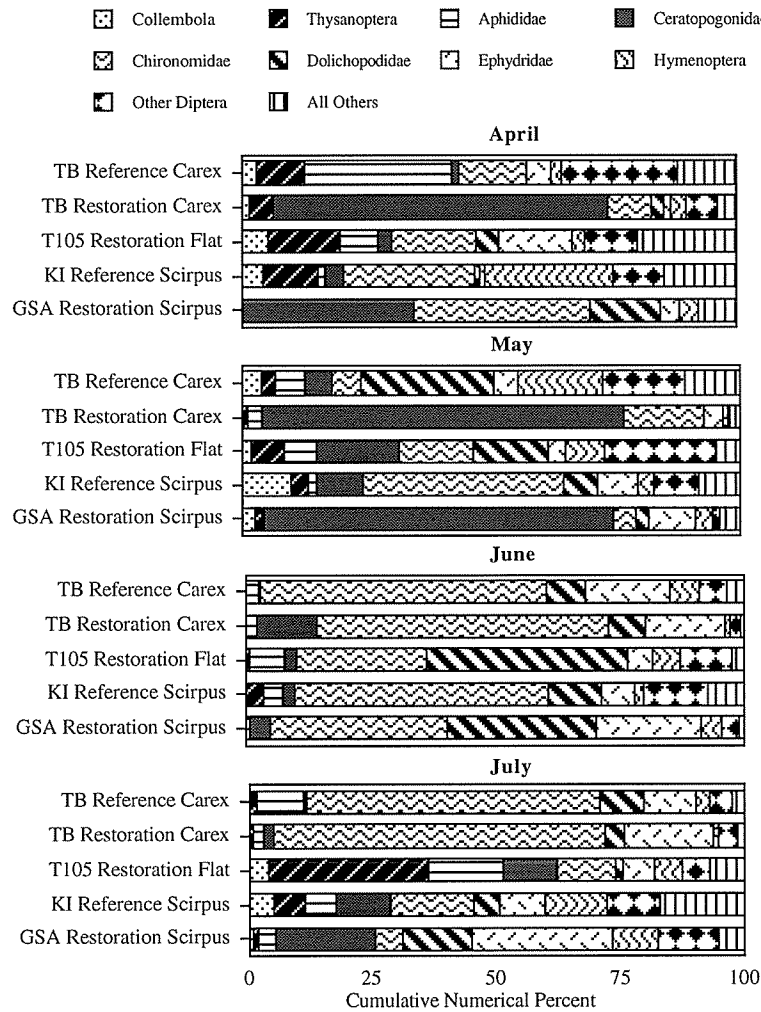 Collembola Thysanoptera Aphididae Ceratopogonida
Chironomidae Dolichopodidae Ephydridae Hymenoptera
Other Diptera All Others
April
TB Reference Carex
TB Restoration Carex
T105 Restoration Flat
KI Reference Scirpus
GSA Restoration Scirpus
May
TB Reference Carex
TB Restoration Carex
T105 Restoration Flat
KI Reference Scirpus
GSA Restoration Scirpus
June
TB Reference Carex
TB Restoration Carex
T105 Restoration Flat
KI Reference Scirpus
GSA Restoration Scirpus
July
TB Reference Carex
TB Restoration Carex
T105 Restoration Flat
KI Reference Scirpus
GSA Restoration Scirpus
0 25 50 75 100
Cumulative Numerical Percent